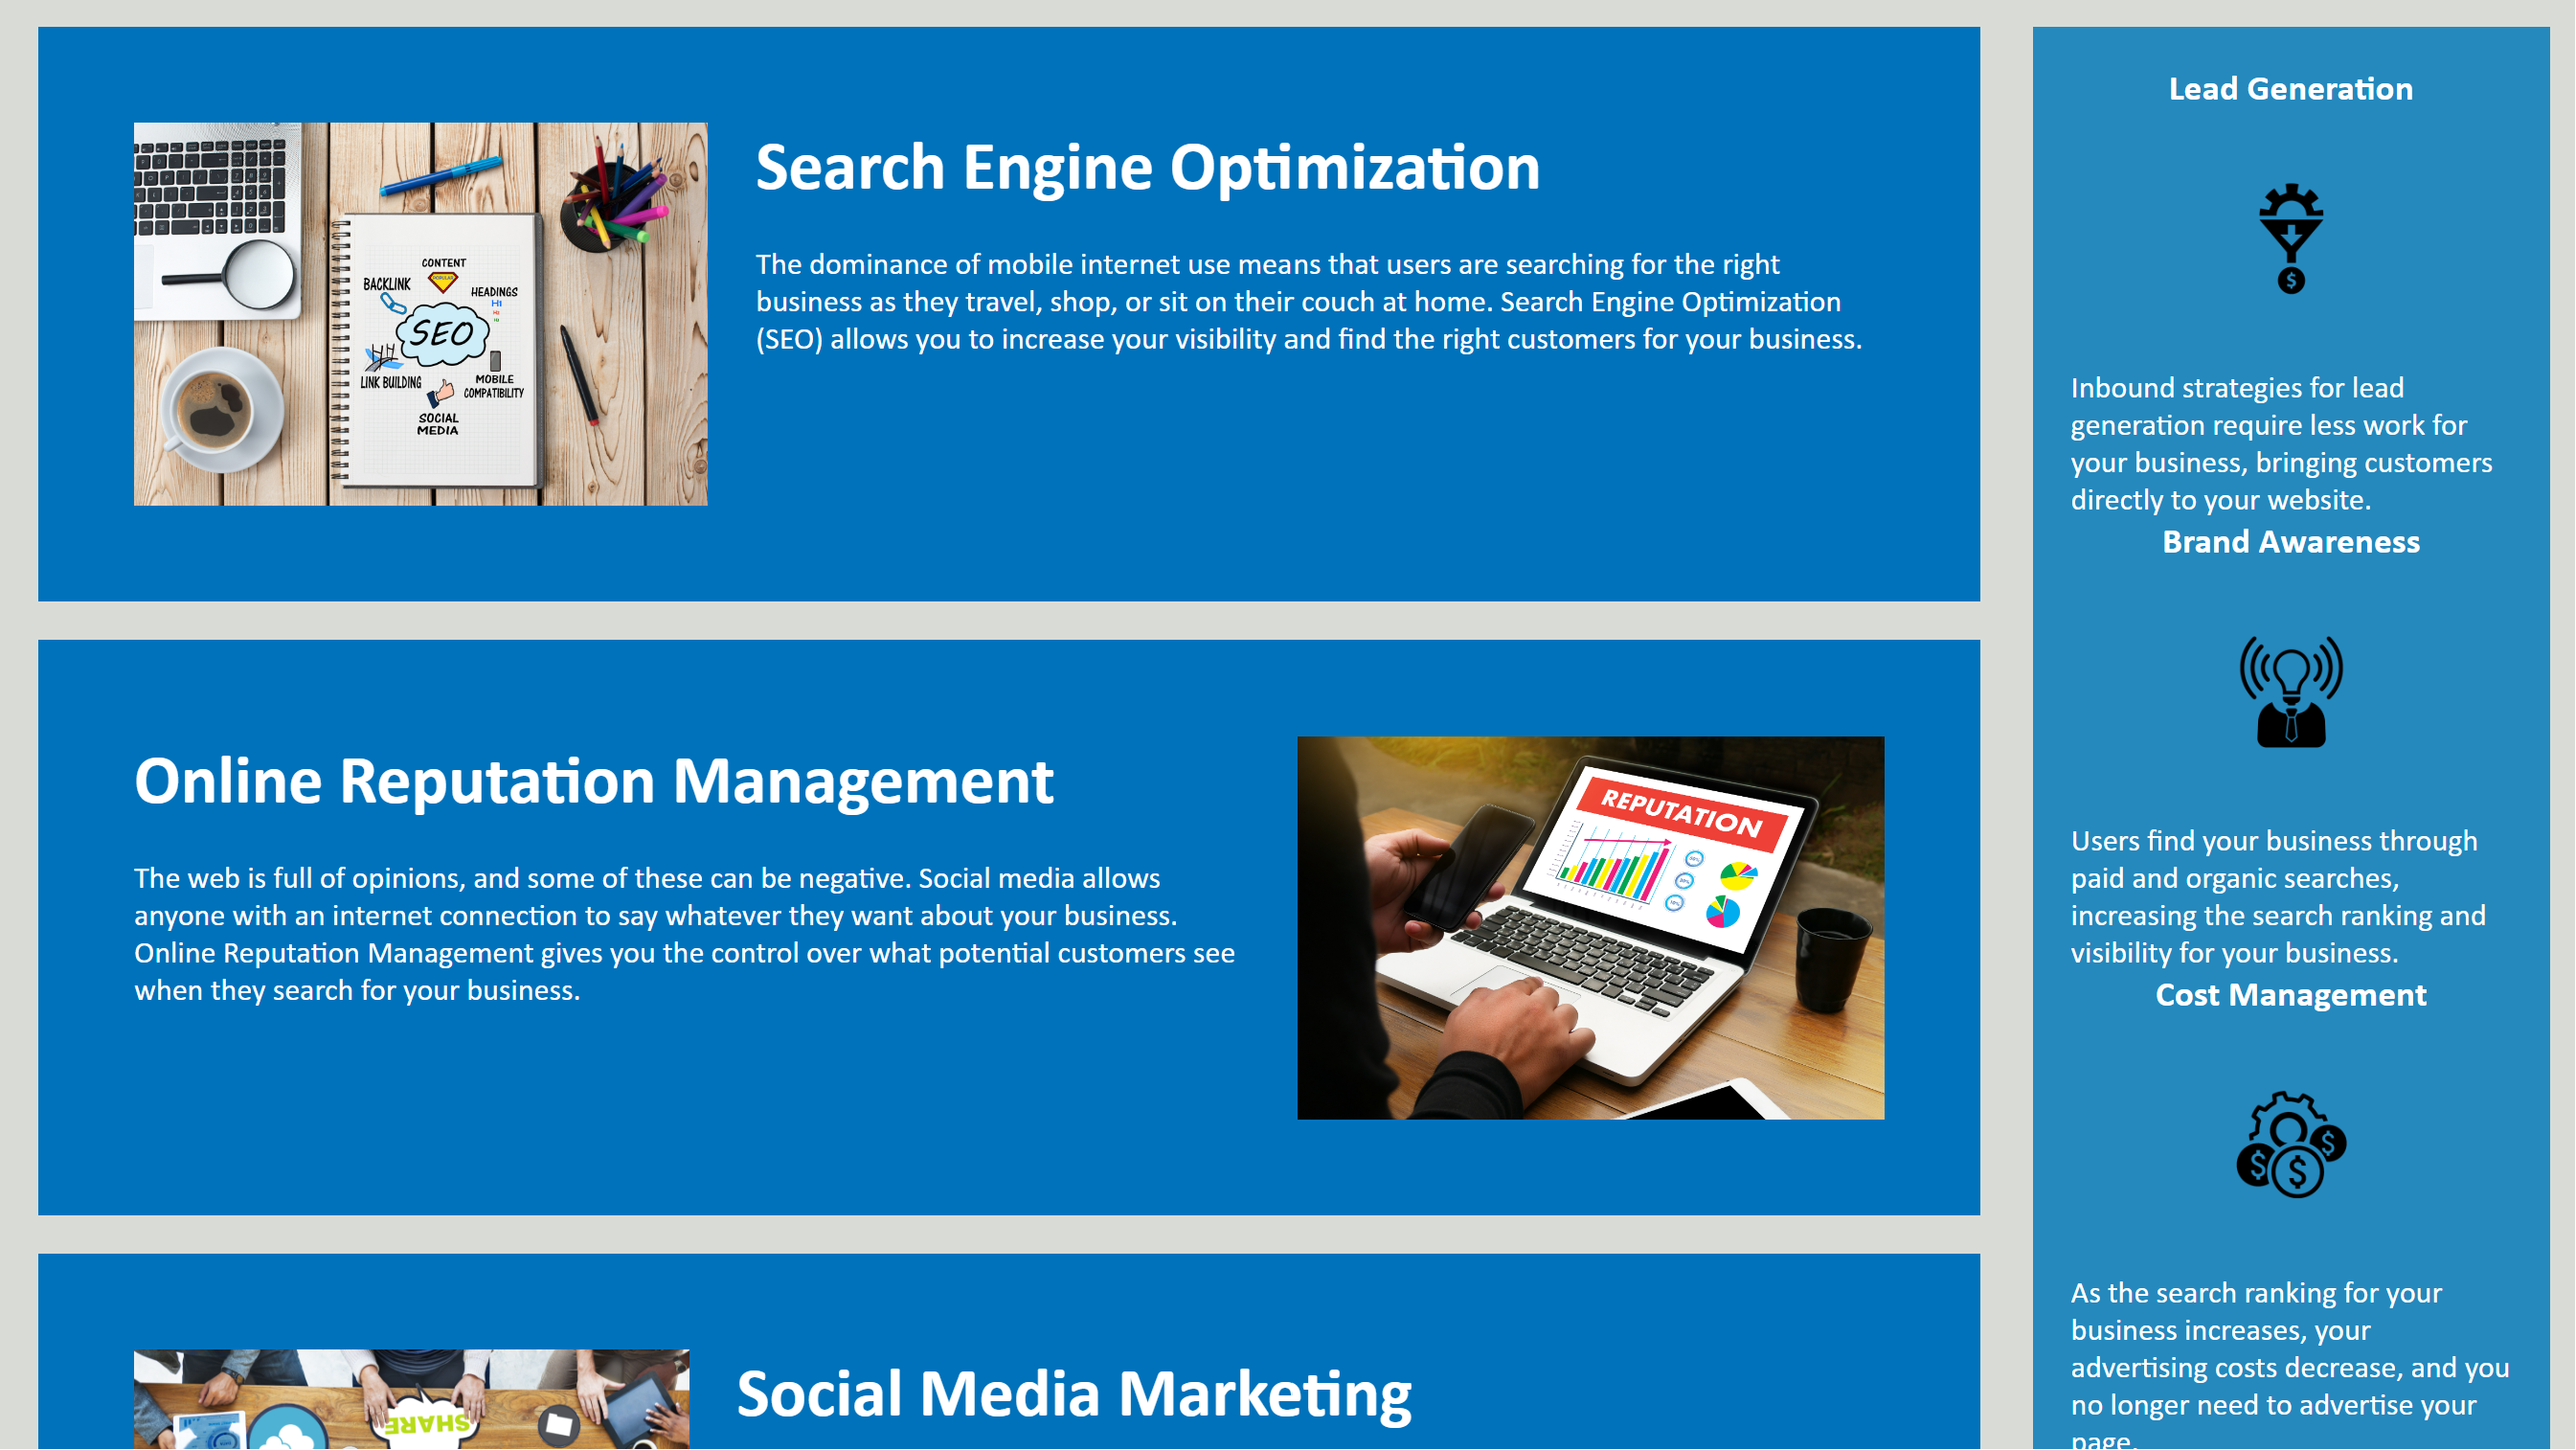 Search Engine Optimization
The dominance of mobile internet use means that users are searching for the right
business as they travel, shop, or sit on their couch at home. Search Engine Optimization
(SEO) allows you to increase your visibility and find the right customers for your business.
CONTENT
BACKLINK
HEADINGS
H1
SEO
LINK BUILDING
MOBILE
COMPATIBILITY
SOCIAL
MEDIA
Online Reputation Management
The web is full of opinions, and some of these can be negative. Social media allows
anyone with an internet connection to say whatever they want about your business.
Online Reputation Management gives you the control over what potential customers see
when they search for your business.
REPUTATION
Social Media Marketing
SHARE
Lead Generation
$
Inbound strategies for lead
generation require less work for
your business, bringing customers
directly to your website.
Brand Awareness
Users find your business through
paid and organic searches,
increasing the search ranking and
visibility for your business.
Cost Management
$ $ $
As the search ranking for your
business increases, your
advertising costs decrease, and you
no longer need to advertise your
page.